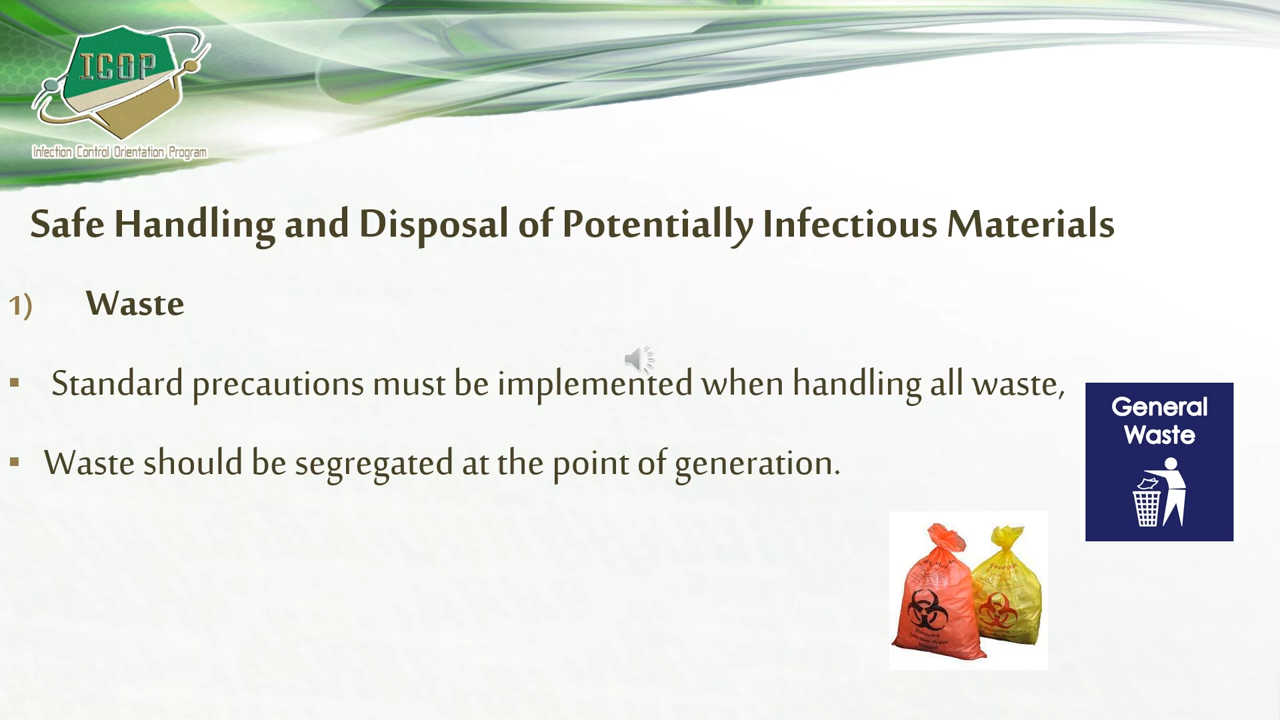 ICOP
Infection Control Orientation Program
Safe Handling and Disposal of Potentially Infectious Materials
1) Waste
▪ Standard precautions must be implemented when handling all waste,
General
Waste
▪ Waste should be segregated at the point of generation.